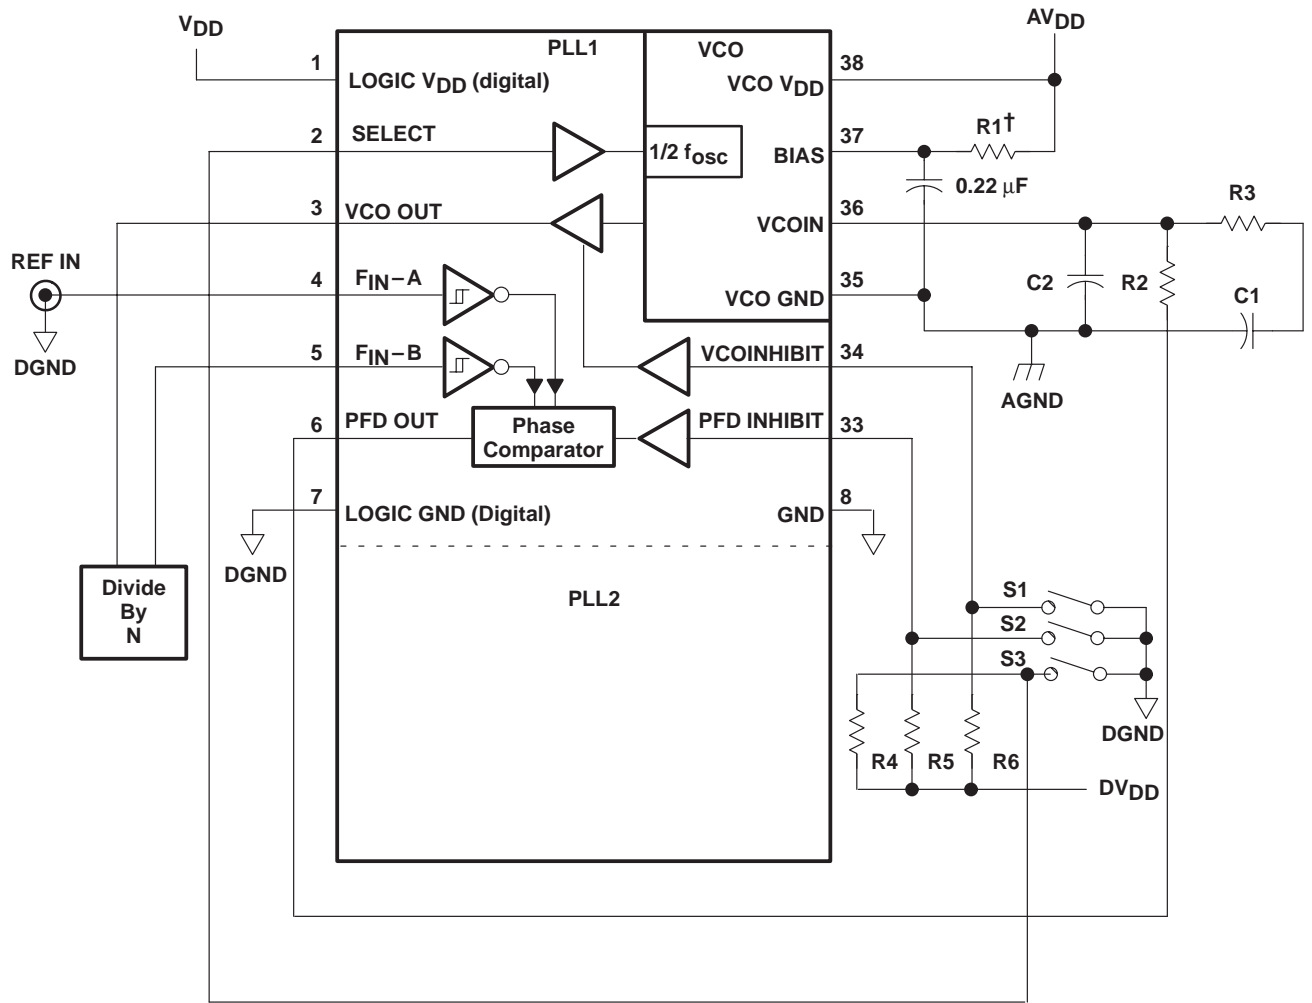 VDD
AVDD
PLL1
VCO
1
LOGIC VDD (digital)
VCO VDD
38
2
SELECT
1/2 fosc
BIAS
37
R1†
0.22 μF
3
VCO OUT
VCOIN
36
R3
REF IN
4
FIN−A
VCO GND
35
C2
R2
C1
DGND
5
FIN−B
VCOINHIBIT
34
AGND
6
PFD OUT
Phase
Comparator
PFD INHIBIT
33
7
LOGIC GND (Digital)
GND
8
DGND
Divide
By
N
PLL2
S1
S2
S3
DGND
R4
R5
R6
DVDD